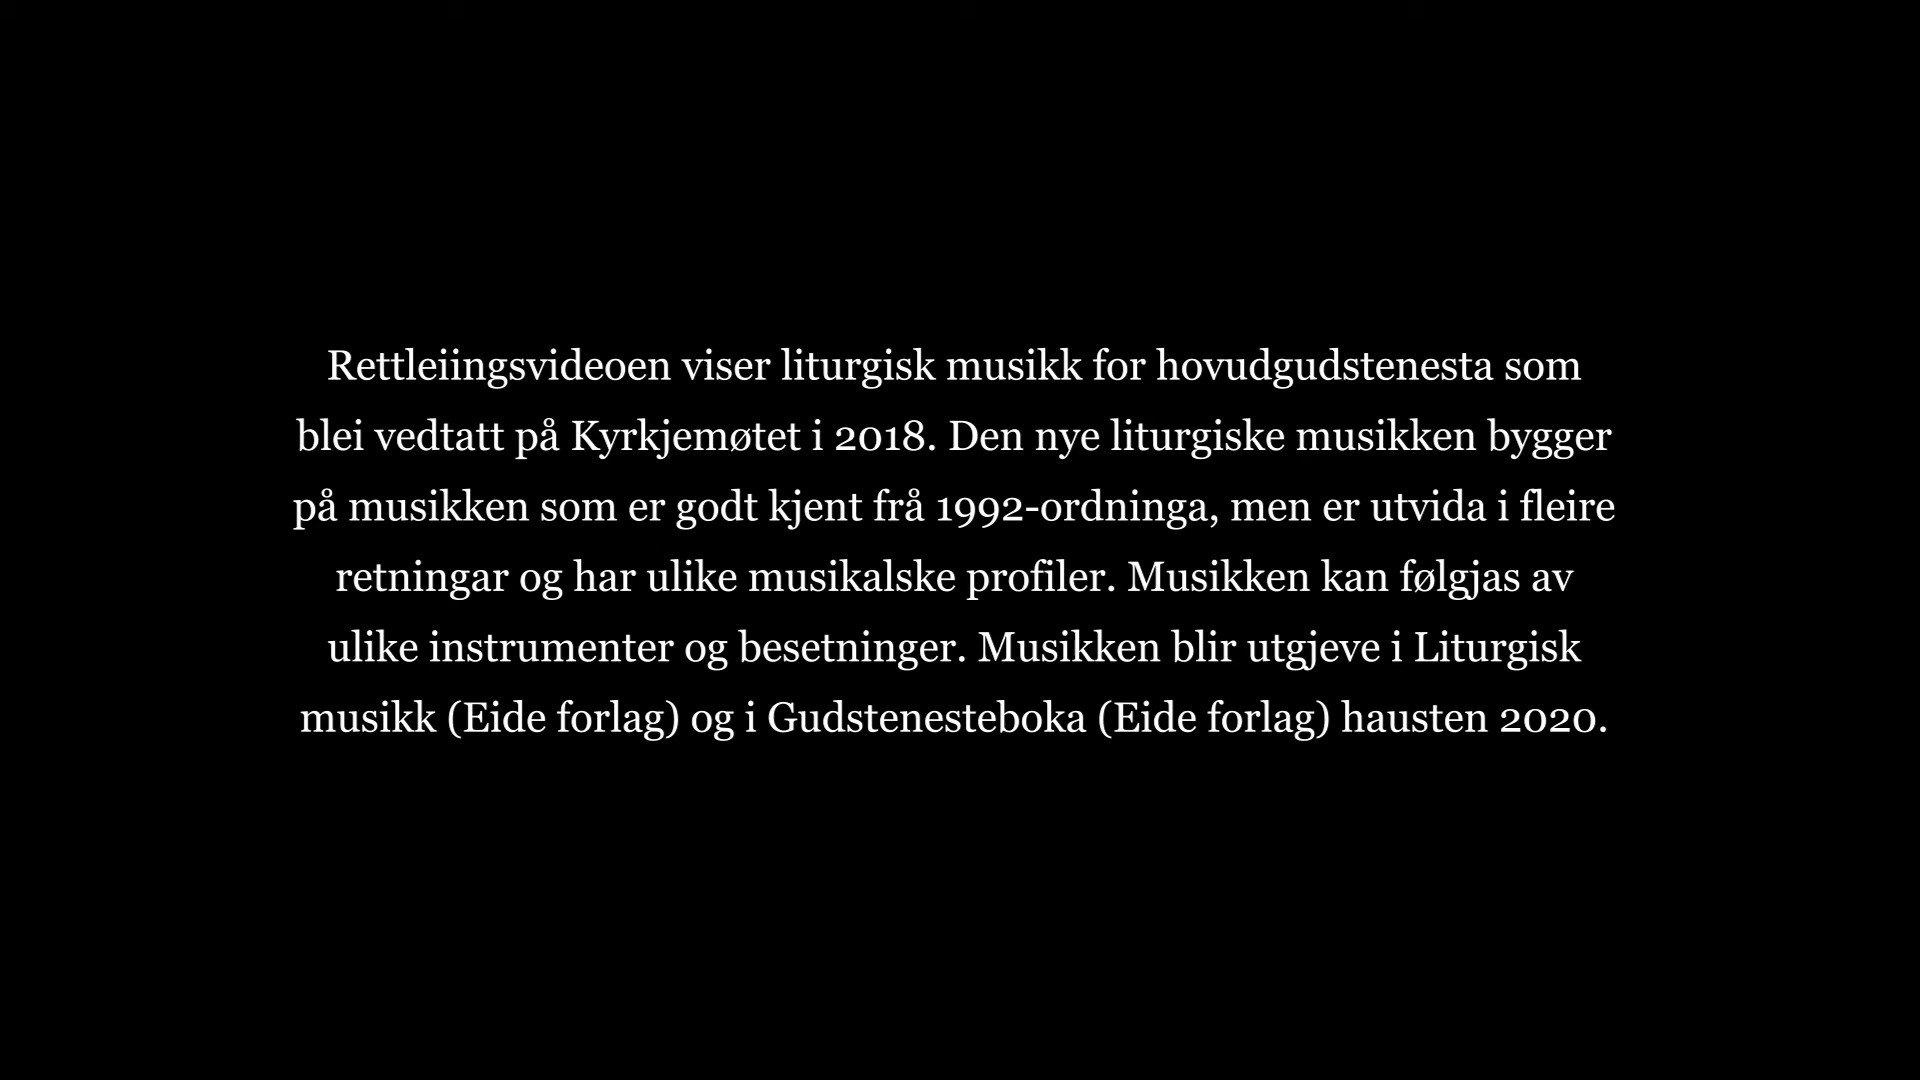 Rettleiingsvideoen viser liturgisk musikk for hovudgudstenesta som
blei vedtatt på Kyrkjemøtet i 2018. Den nye liturgiske musikken bygger
på musikken som er godt kjent frå 1992-ordninga, men er utvida i fleire
retningar og har ulike musikalske profiler. Musikken kan følgjas av
ulike instrumenter og besetninger. Musikken blir utgjeve i Liturgisk
musikk (Eide forlag) og i Gudstenesteboka (Eide forlag) hausten 2020.